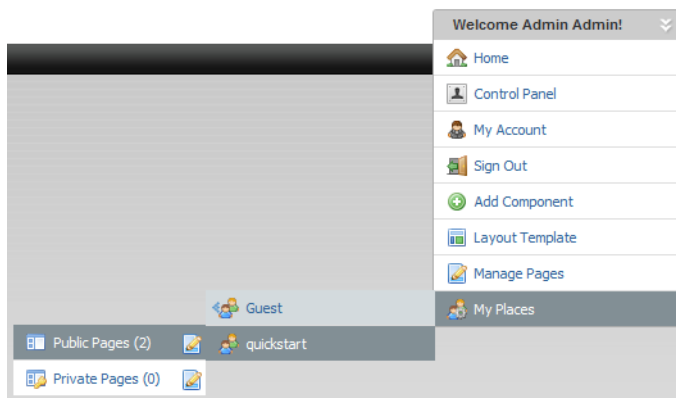 Welcome Admin Admin!
Home
Control Panel
My Account
Sign Out
Add Component
Layout Template
Manage Pages
My Places
Guest
quickstart
Public Pages (2)
Private Pages (0)